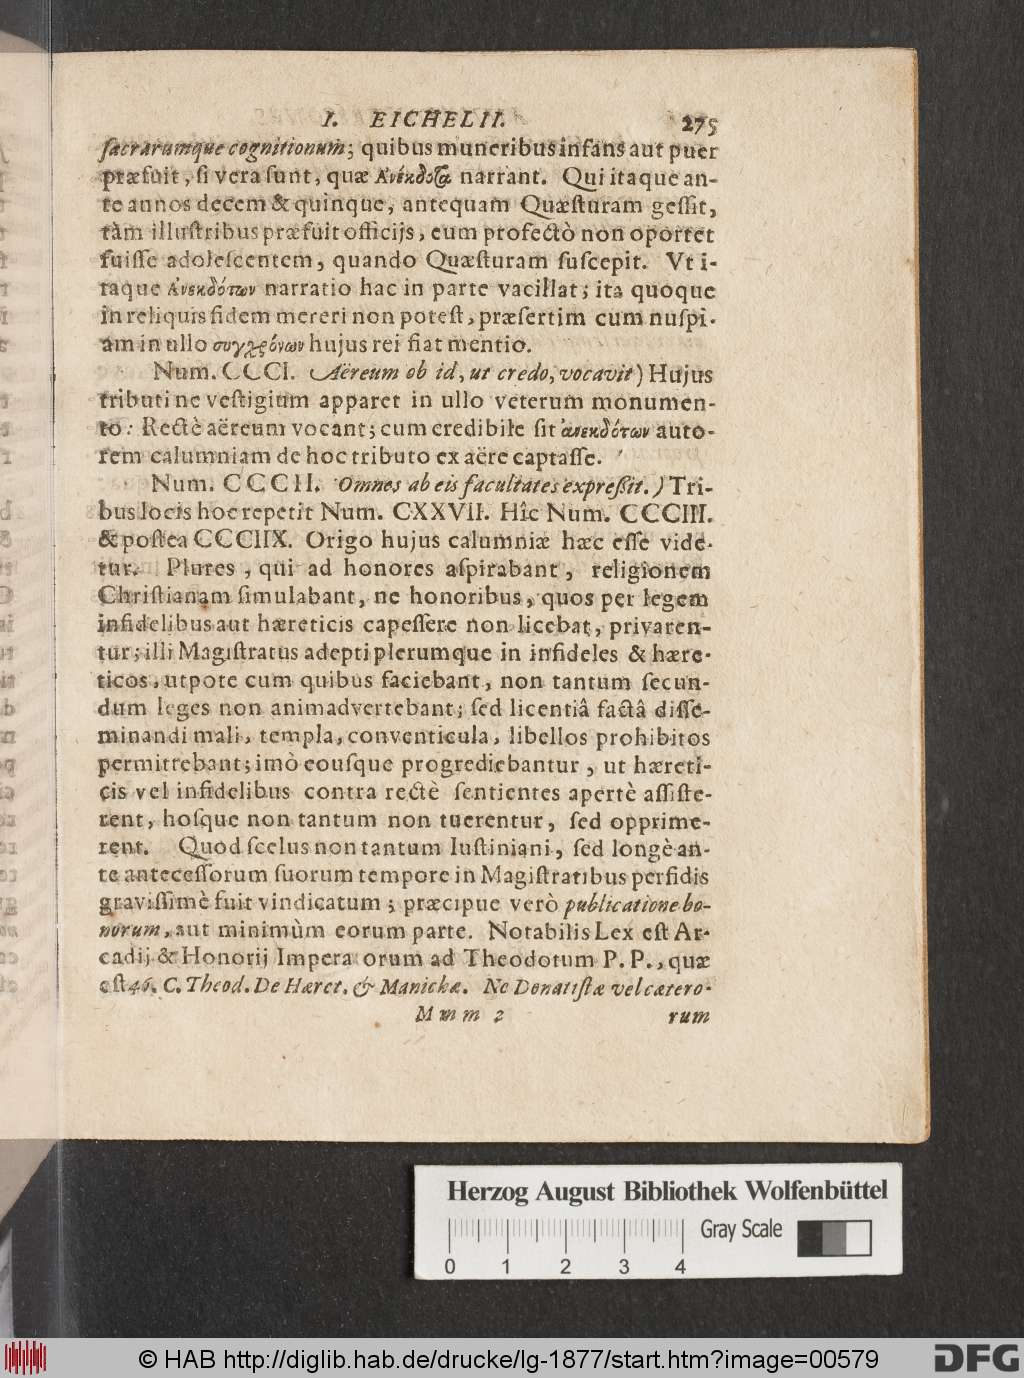 I. EICHELII. 275
sacrarumque cognitionum; quibus muneribus infans aut puer
præfuit, si vera sunt, quæ Ἀνέκδοτα narrant. Qui itaque an-
te annos decem & quinque, antequam Quæsturam gessit,
tàm illustribus præfuit officijs, eum profectò non oportet
fuisse adolescentem, quando Quæsturam suscepit. Vt i-
taque Ἀνεκδότων narratio hac in parte vacillat; ita quoque
in reliquis fidem mereri non potest, præsertim cum nuspi-
am in ullo συγχρόνων hujus rei fiat mentio.
Num. CCCI. Aëreum ob id, ut credo, vocavit) Hujus
tributi ne vestigium apparet in ullo veterum monumen-
to: Rectè aëreum vocant; cum credibile sit ἀνεκδότων auto-
rem calumniam de hoc tributo ex aëre captasse.
Num. CCCII. Omnes ab eis facultates expreßit.) Tri-
bus locis hoc repetit Num. CXXVII. Hîc Num. CCCIII.
& postea CCCIIX. Origo hujus calumniæ hæc esse vide-
tur. Plures, qui ad honores aspirabant, religionem
Christianam simulabant, ne honoribus, quos per legem
infidelibus aut hæreticis capessere non licebat, privaren-
tur; illi Magistratus adepti plerumque in infideles & hære-
ticos, utpote cum quibus faciebant, non tantum secun-
dum leges non animadvertebant; sed licentiâ factâ disse-
minandi mali, templa, conventicula, libellos prohibitos
permittebant; imò eousque progrediebantur, ut hæreti-
cis vel infidelibus contra rectè sentientes apertè assiste-
rent, hosque non tantum non tuerentur, sed opprime-
rent. Quod scelus non tantum Iustiniani, sed longè an-
te antecessorum suorum tempore in Magistratibus perfidis
gravissimè fuit vindicatum; præcipue verò publicatione bo-
norum, aut minimùm eorum parte. Notabilis Lex est Ar-
cadij & Honorij Imperatorum ad Theodotum P. P., quæ
est 46. C. Theod. De Hæret. & Manichæ. Ne Donatistæ vel cætero-
Mmm 2 rum
Herzog August Bibliothek Wolfenbüttel
Gray Scale
0 1 2 3 4
© HAB http://diglib.hab.de/drucke/lg-1877/start.htm?image=00579
DFG